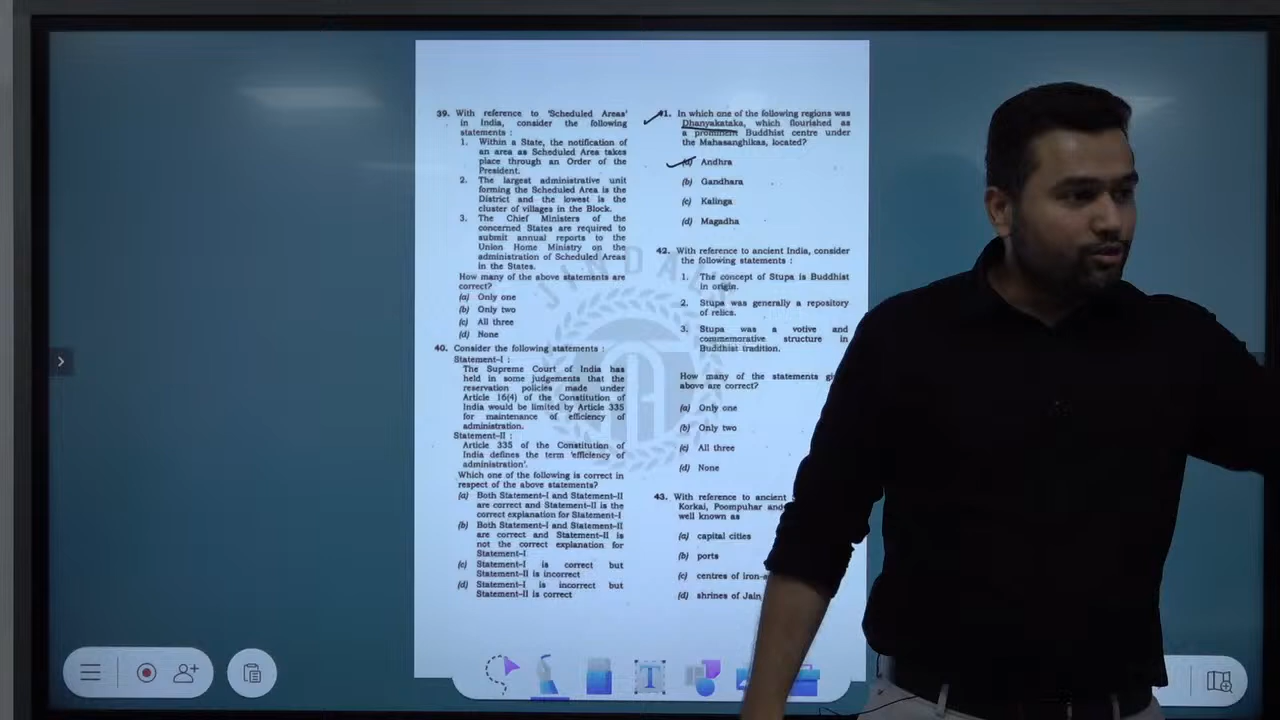 39. With reference to 'Scheduled Areas'
in India, consider the following
statements :
1. Within a State, the notification of
an area as Scheduled Area takes
place through an Order of the
President.
2. The largest administrative unit
forming the Scheduled Area is the
District and the lowest is the
cluster of villages in the Block.
3. The Chief Ministers of the
concerned States are required to
submit annual reports to the
Union Home Ministry on the
administration of Scheduled Areas
in the States.
How many of the above statements are
correct?
(a) Only one
(b) Only two
(c) All three
(d) None
40. Consider the following statements :
Statement-I :
The Supreme Court of India has
held in some judgements that the
reservation policies made under
Article 16(4) of the Constitution of
India would be limited by Article 335
for maintenance of efficiency of
administration.
Statement-II :
Article 335 of the Constitution of
India defines the term 'efficiency of
administration'.
Which one of the following is correct in
respect of the above statements?
(a) Both Statement-I and Statement-II
are correct and Statement-II is the
correct explanation for Statement-I
(b) Both Statement-I and Statement-II
are correct and Statement-II is
not the correct explanation for
Statement-I
(c) Statement-I is correct but
Statement-II is incorrect
(d) Statement-I is incorrect but
Statement-II is correct
41. In which one of the following regions was
Dhanyakataka, which flourished as
a prominent Buddhist centre under
the Mahasanghikas, located?
(a) Andhra
(b) Gandhara
(c) Kalinga
(d) Magadha
42. With reference to ancient India, consider
the following statements :
1. The concept of Stupa is Buddhist
in origin.
2. Stupa was generally a repository
of relics.
3. Stupa was a votive and
commemorative structure in
Buddhist tradition.
How many of the statements
above are correct?
(a) Only one
(b) Only two
(c) All three
(d) None
43. With reference to ancient
Korkai, Poompuhar and
well known as
(a) capital cities
(b) ports
(c) centres of
(d) shrines of Jain
T